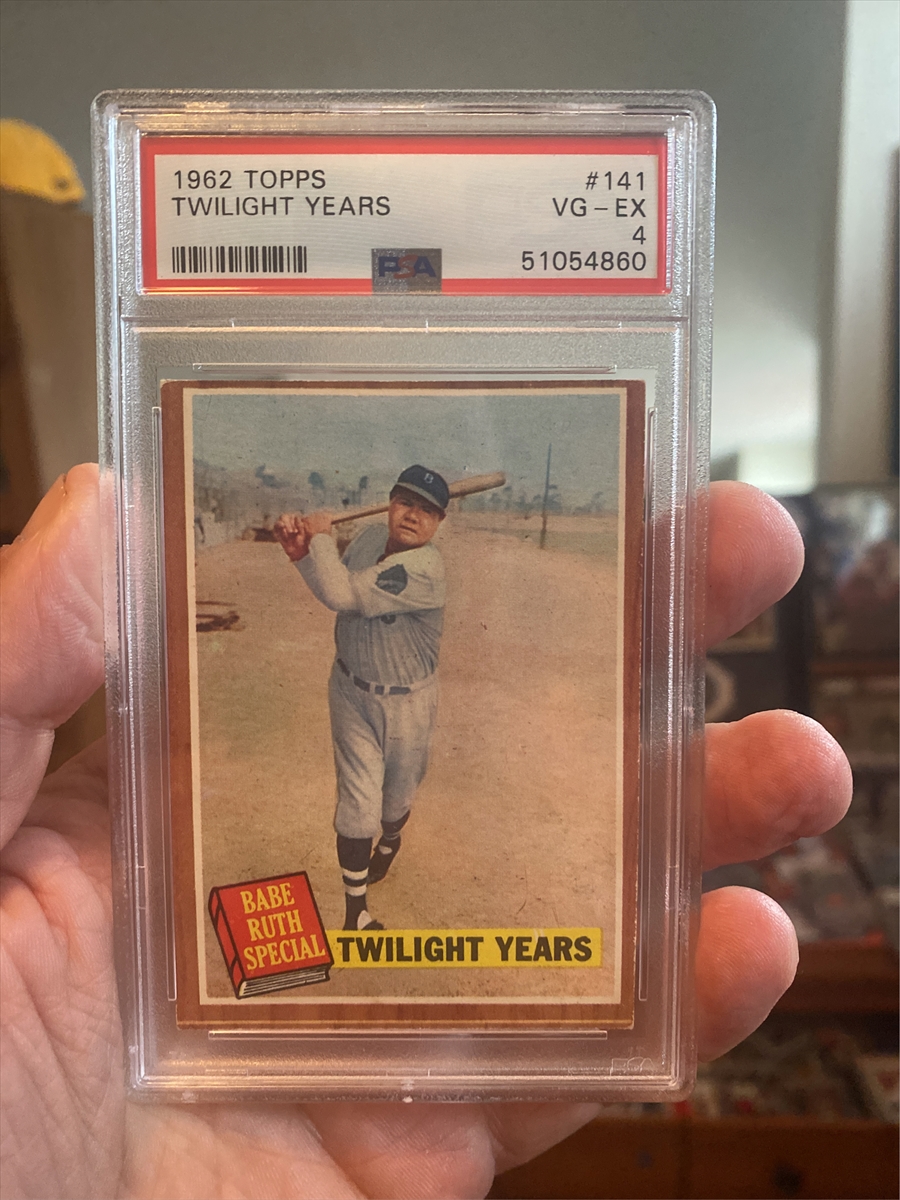 1962 TOPPS #141
TWILIGHT YEARS VG - EX
4
PSA 51054860
B
BABE
RUTH
SPECIAL
TWILIGHT YEARS